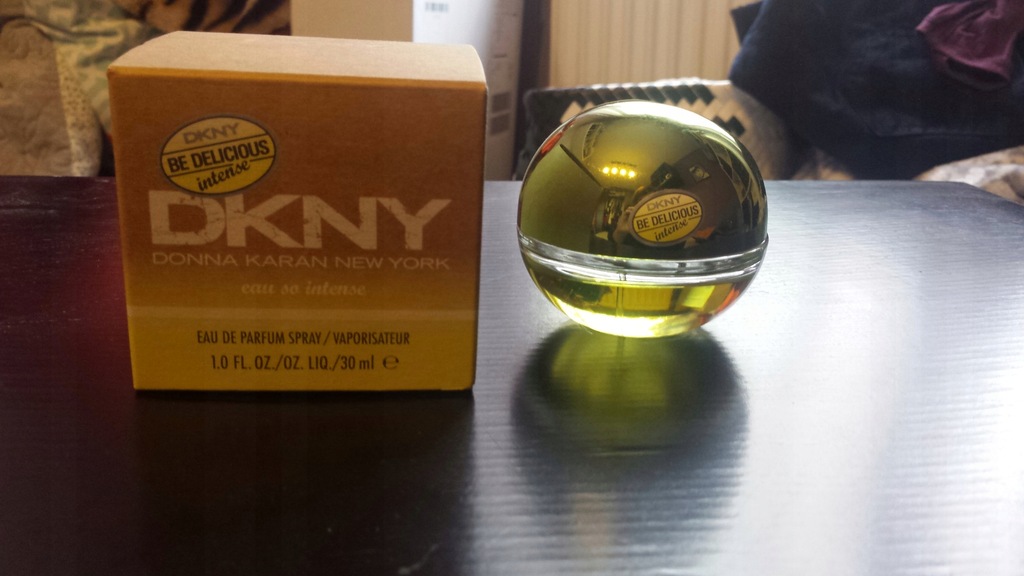 DKNY
BE DELICIOUS
intense
DKNY
DONNA KARAN NEW YORK
eau so intense
EAU DE PARFUM SPRAY / VAPORISATEUR
1.0 FL. OZ./OZ. LIQ./30 ml ℮
DKNY
BE DELICIOUS
intense